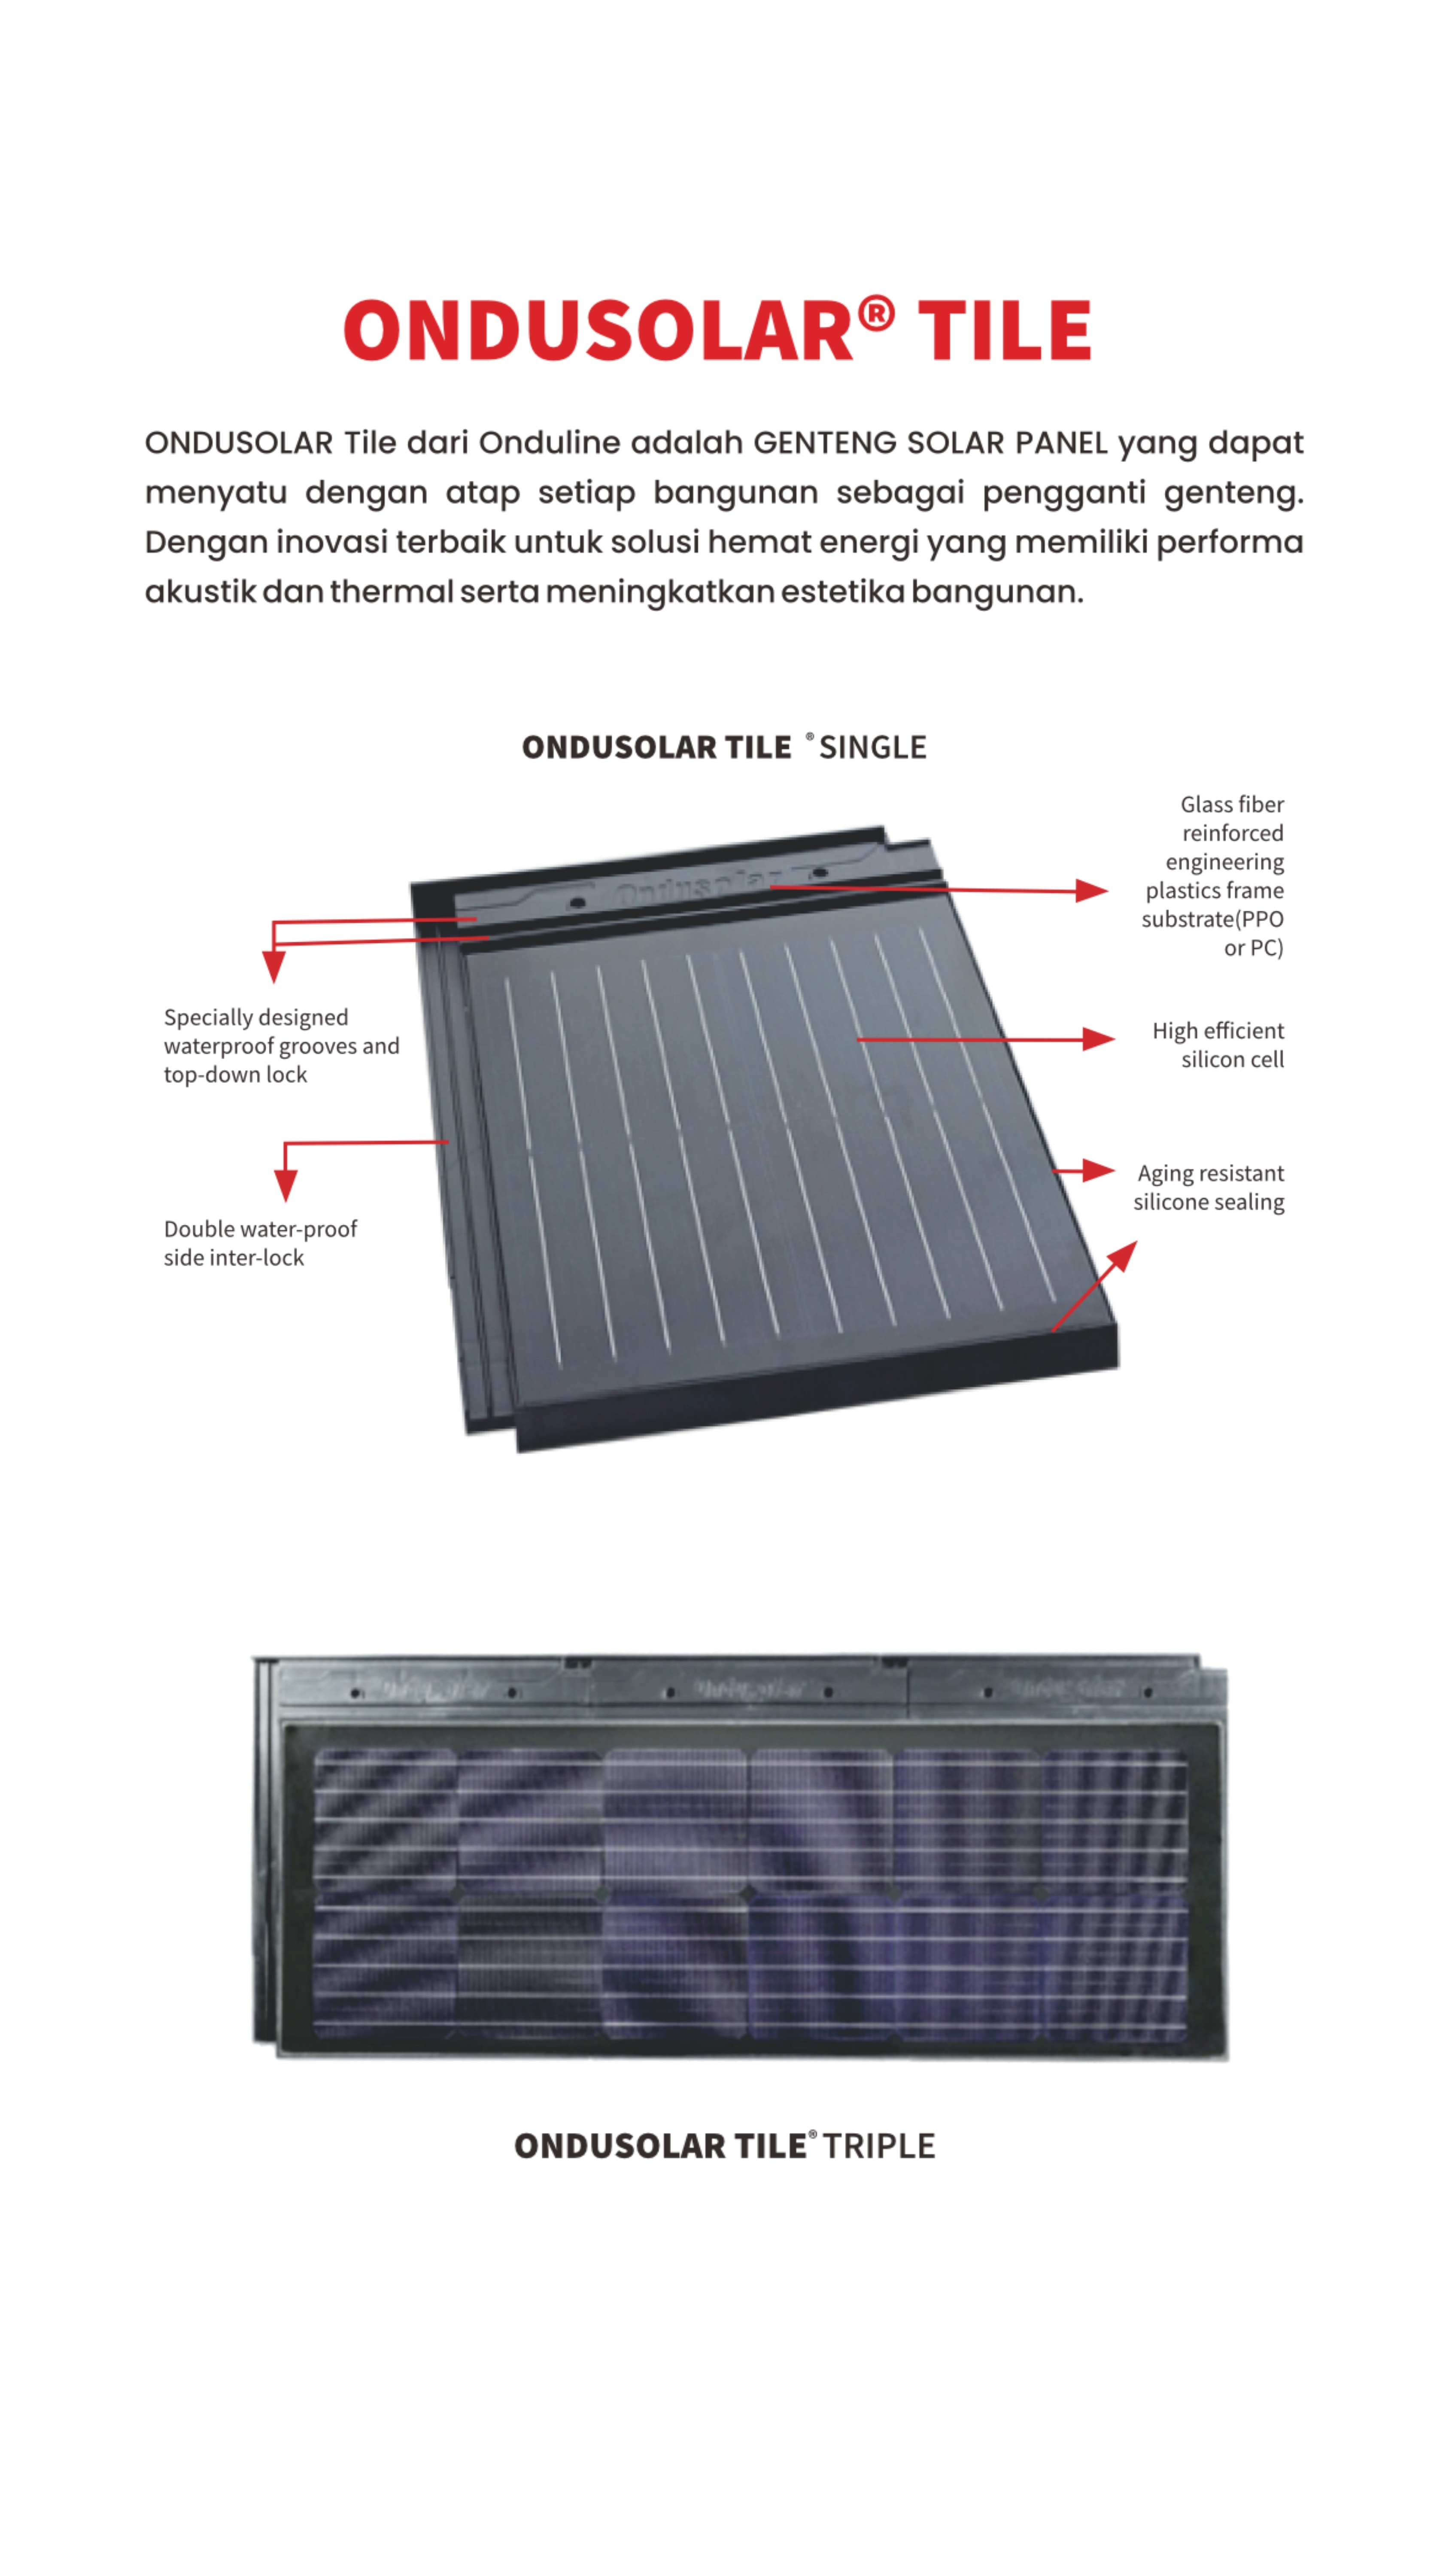 ONDUSOLAR® TILE
ONDUSOLAR Tile dari Onduline adalah GENTENG SOLAR PANEL yang dapat
menyatu dengan atap setiap bangunan sebagai pengganti genteng.
Dengan inovasi terbaik untuk solusi hemat energi yang memiliki performa
akustik dan thermal serta meningkatkan estetika bangunan.
ONDUSOLAR TILE ® SINGLE
Glass fiber
reinforced
engineering
plastics frame
substrate(PPO
or PC)
Ondusolar
Specially designed
waterproof grooves and
top-down lock
High efficient
silicon cell
Aging resistant
silicone sealing
Double water-proof
side inter-lock
ONDUSOLAR TILE® TRIPLE